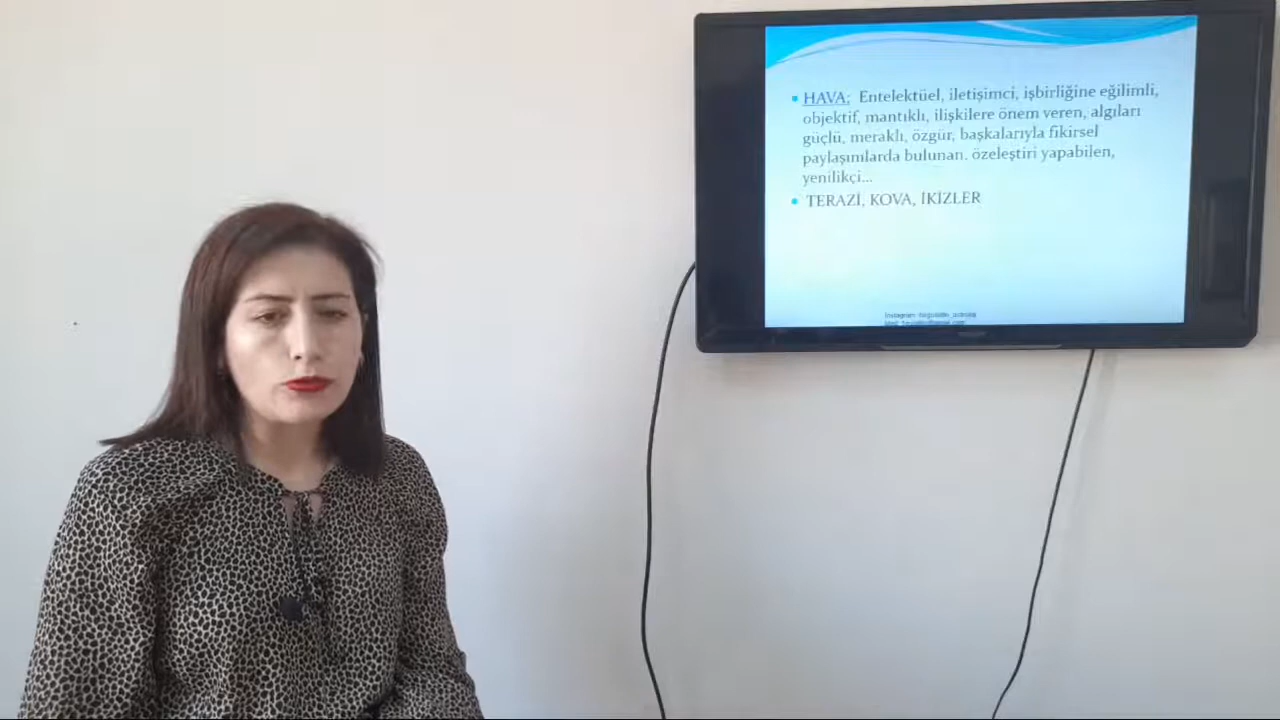 HAVA; Entelektüel, iletişimci, işbirliğine eğilimli,
objektif, mantıklı, ilişkilere önem veren, algıları
güçlü, meraklı, özgür, başkalarıyla fikirsel
paylaşımlarda bulunan. özeleştiri yapabilen,
yenilikçi...
TERAZİ, KOVA, İKİZLER
Instagram: